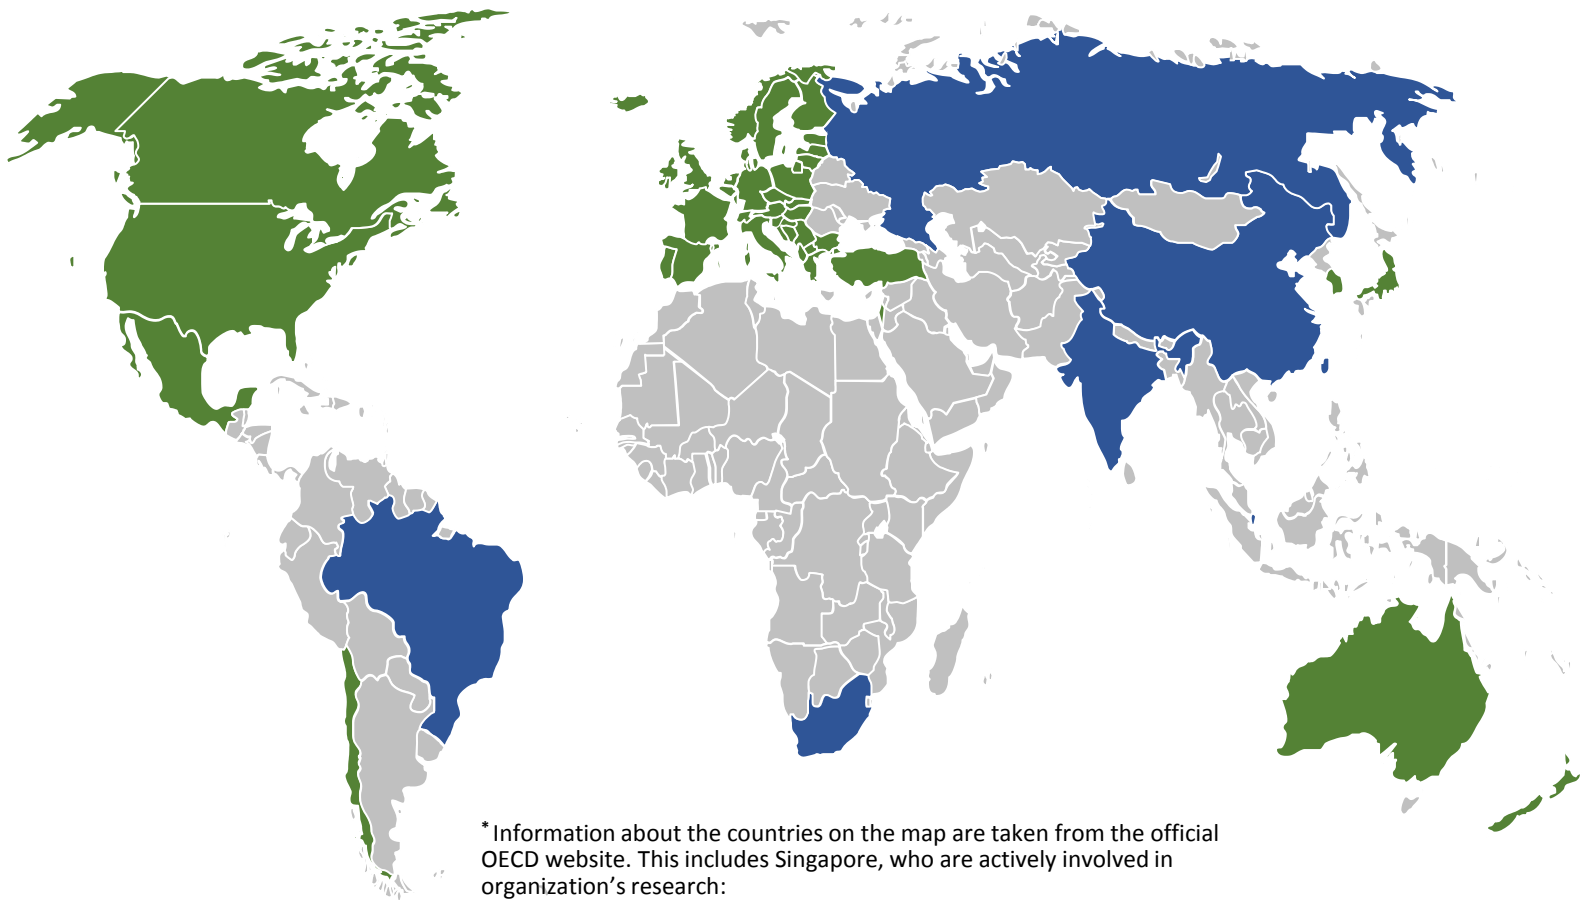 * Information about the countries on the map are taken from the official
OECD website. This includes Singapore, who are actively involved in
organization’s research: